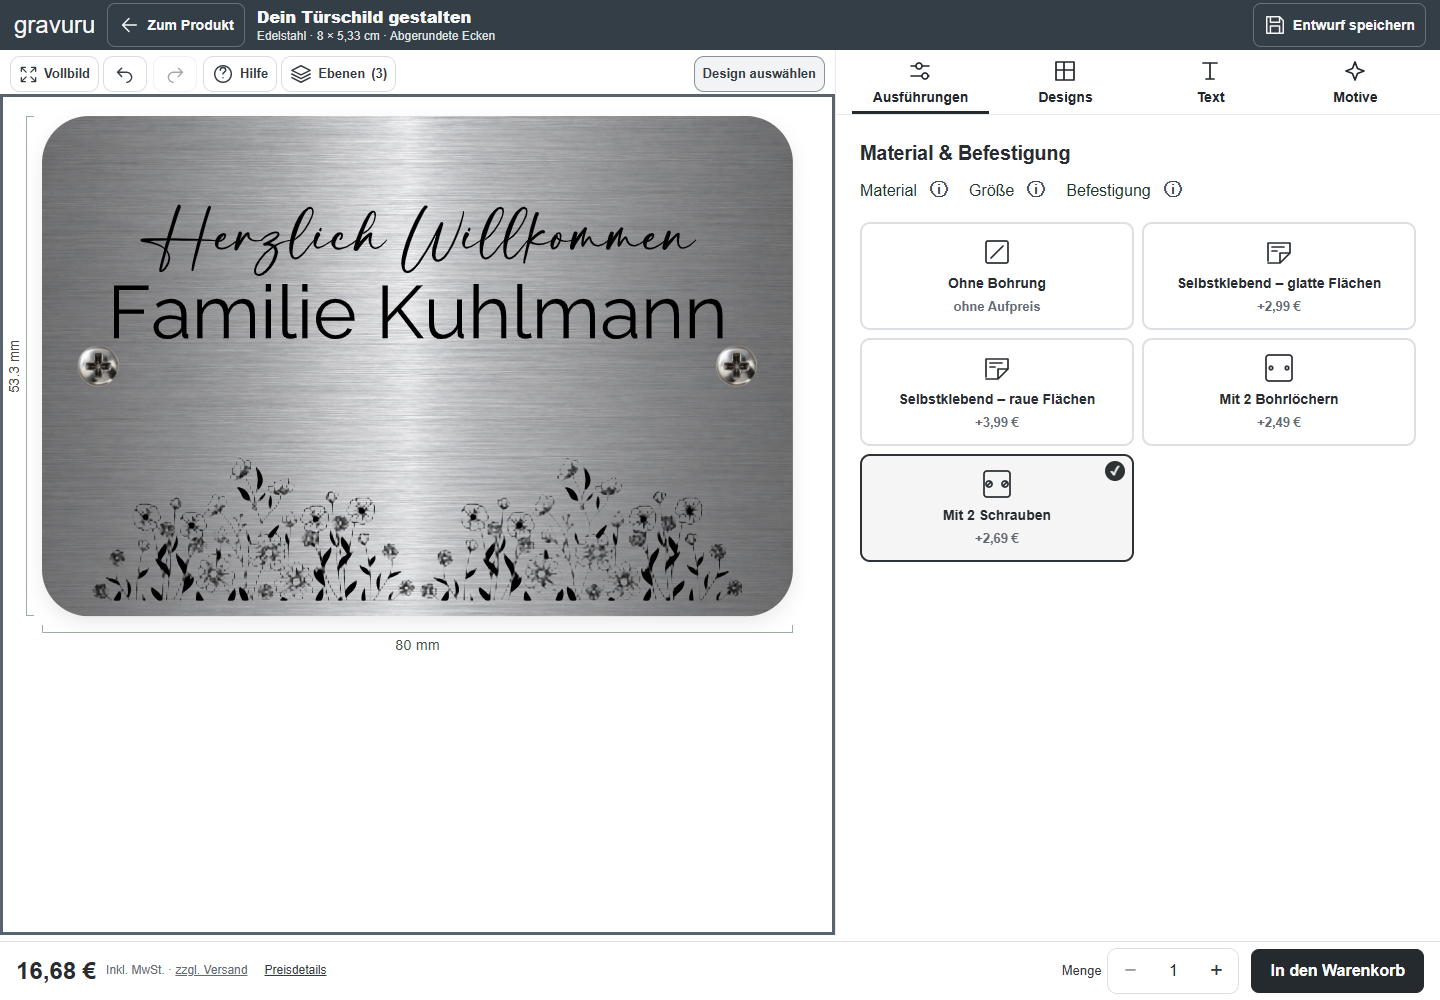 gravuru
Zum Produkt
Dein Türschild gestalten
Edelstahl · 8 × 5,33 cm · Abgerundete Ecken
Entwurf speichern
Vollbild
Hilfe
Ebenen (3)
Design auswählen
Ausführungen
Designs
Text
Motive
Herzlich Willkommen
Familie Kuhlmann
53.3 mm
80 mm
Material & Befestigung
Material
Größe
Befestigung
Ohne Bohrung
ohne Aufpreis
Selbstklebend – glatte Flächen
+2,99 €
Selbstklebend – raue Flächen
+3,99 €
Mit 2 Bohrlöchern
+2,49 €
Mit 2 Schrauben
+2,69 €
16,68 €
Inkl. MwSt. · zzgl. Versand
Preisdetails
Menge
− 1 +
In den Warenkorb